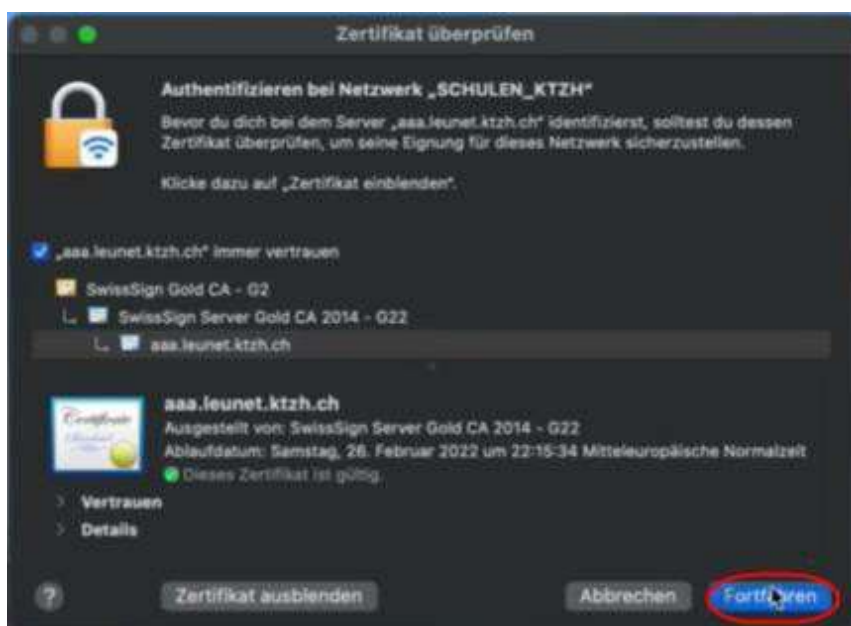 Zertifikat überprüfen
Authentifizieren bei Netzwerk „SCHULEN_KTZH“
Bevor du dich bei dem Server „aaa.leunet.ktzh.ch“ identifizierst, solltest du dessen
Zertifikat überprüfen, um seine Eignung für dieses Netzwerk sicherzustellen.
Klicke dazu auf „Zertifikat einblenden“.
„aaa.leunet.ktzh.ch“ immer vertrauen
SwissSign Gold CA - G2
SwissSign Server Gold CA 2014 - G22
aaa.leunet.ktzh.ch
Certificate
aaa.leunet.ktzh.ch
Ausgestellt von: SwissSign Server Gold CA 2014 - G22
Ablaufdatum: Samstag, 26. Februar 2022 um 22:15:34 Mitteleuropäische Normalzeit
Dieses Zertifikat ist gültig.
Vertrauen
Details
? Zertifikat ausblenden Abbrechen Fortfahren